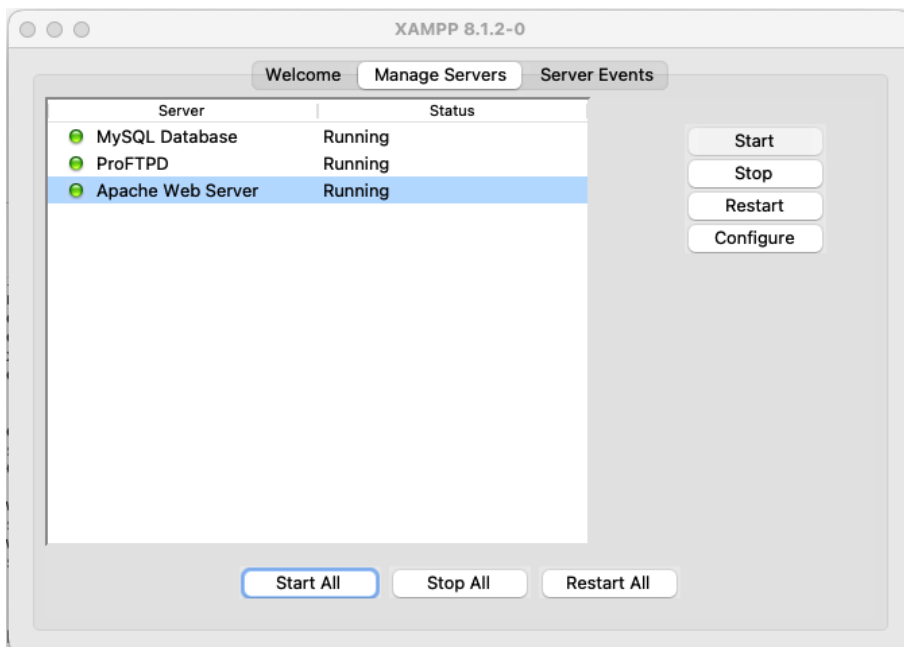 XAMPP 8.1.2-0
Welcome Manage Servers Server Events
Server Status
MySQL Database Running
ProFTPD Running
Apache Web Server Running
Start
Stop
Restart
Configure
Start All Stop All Restart All